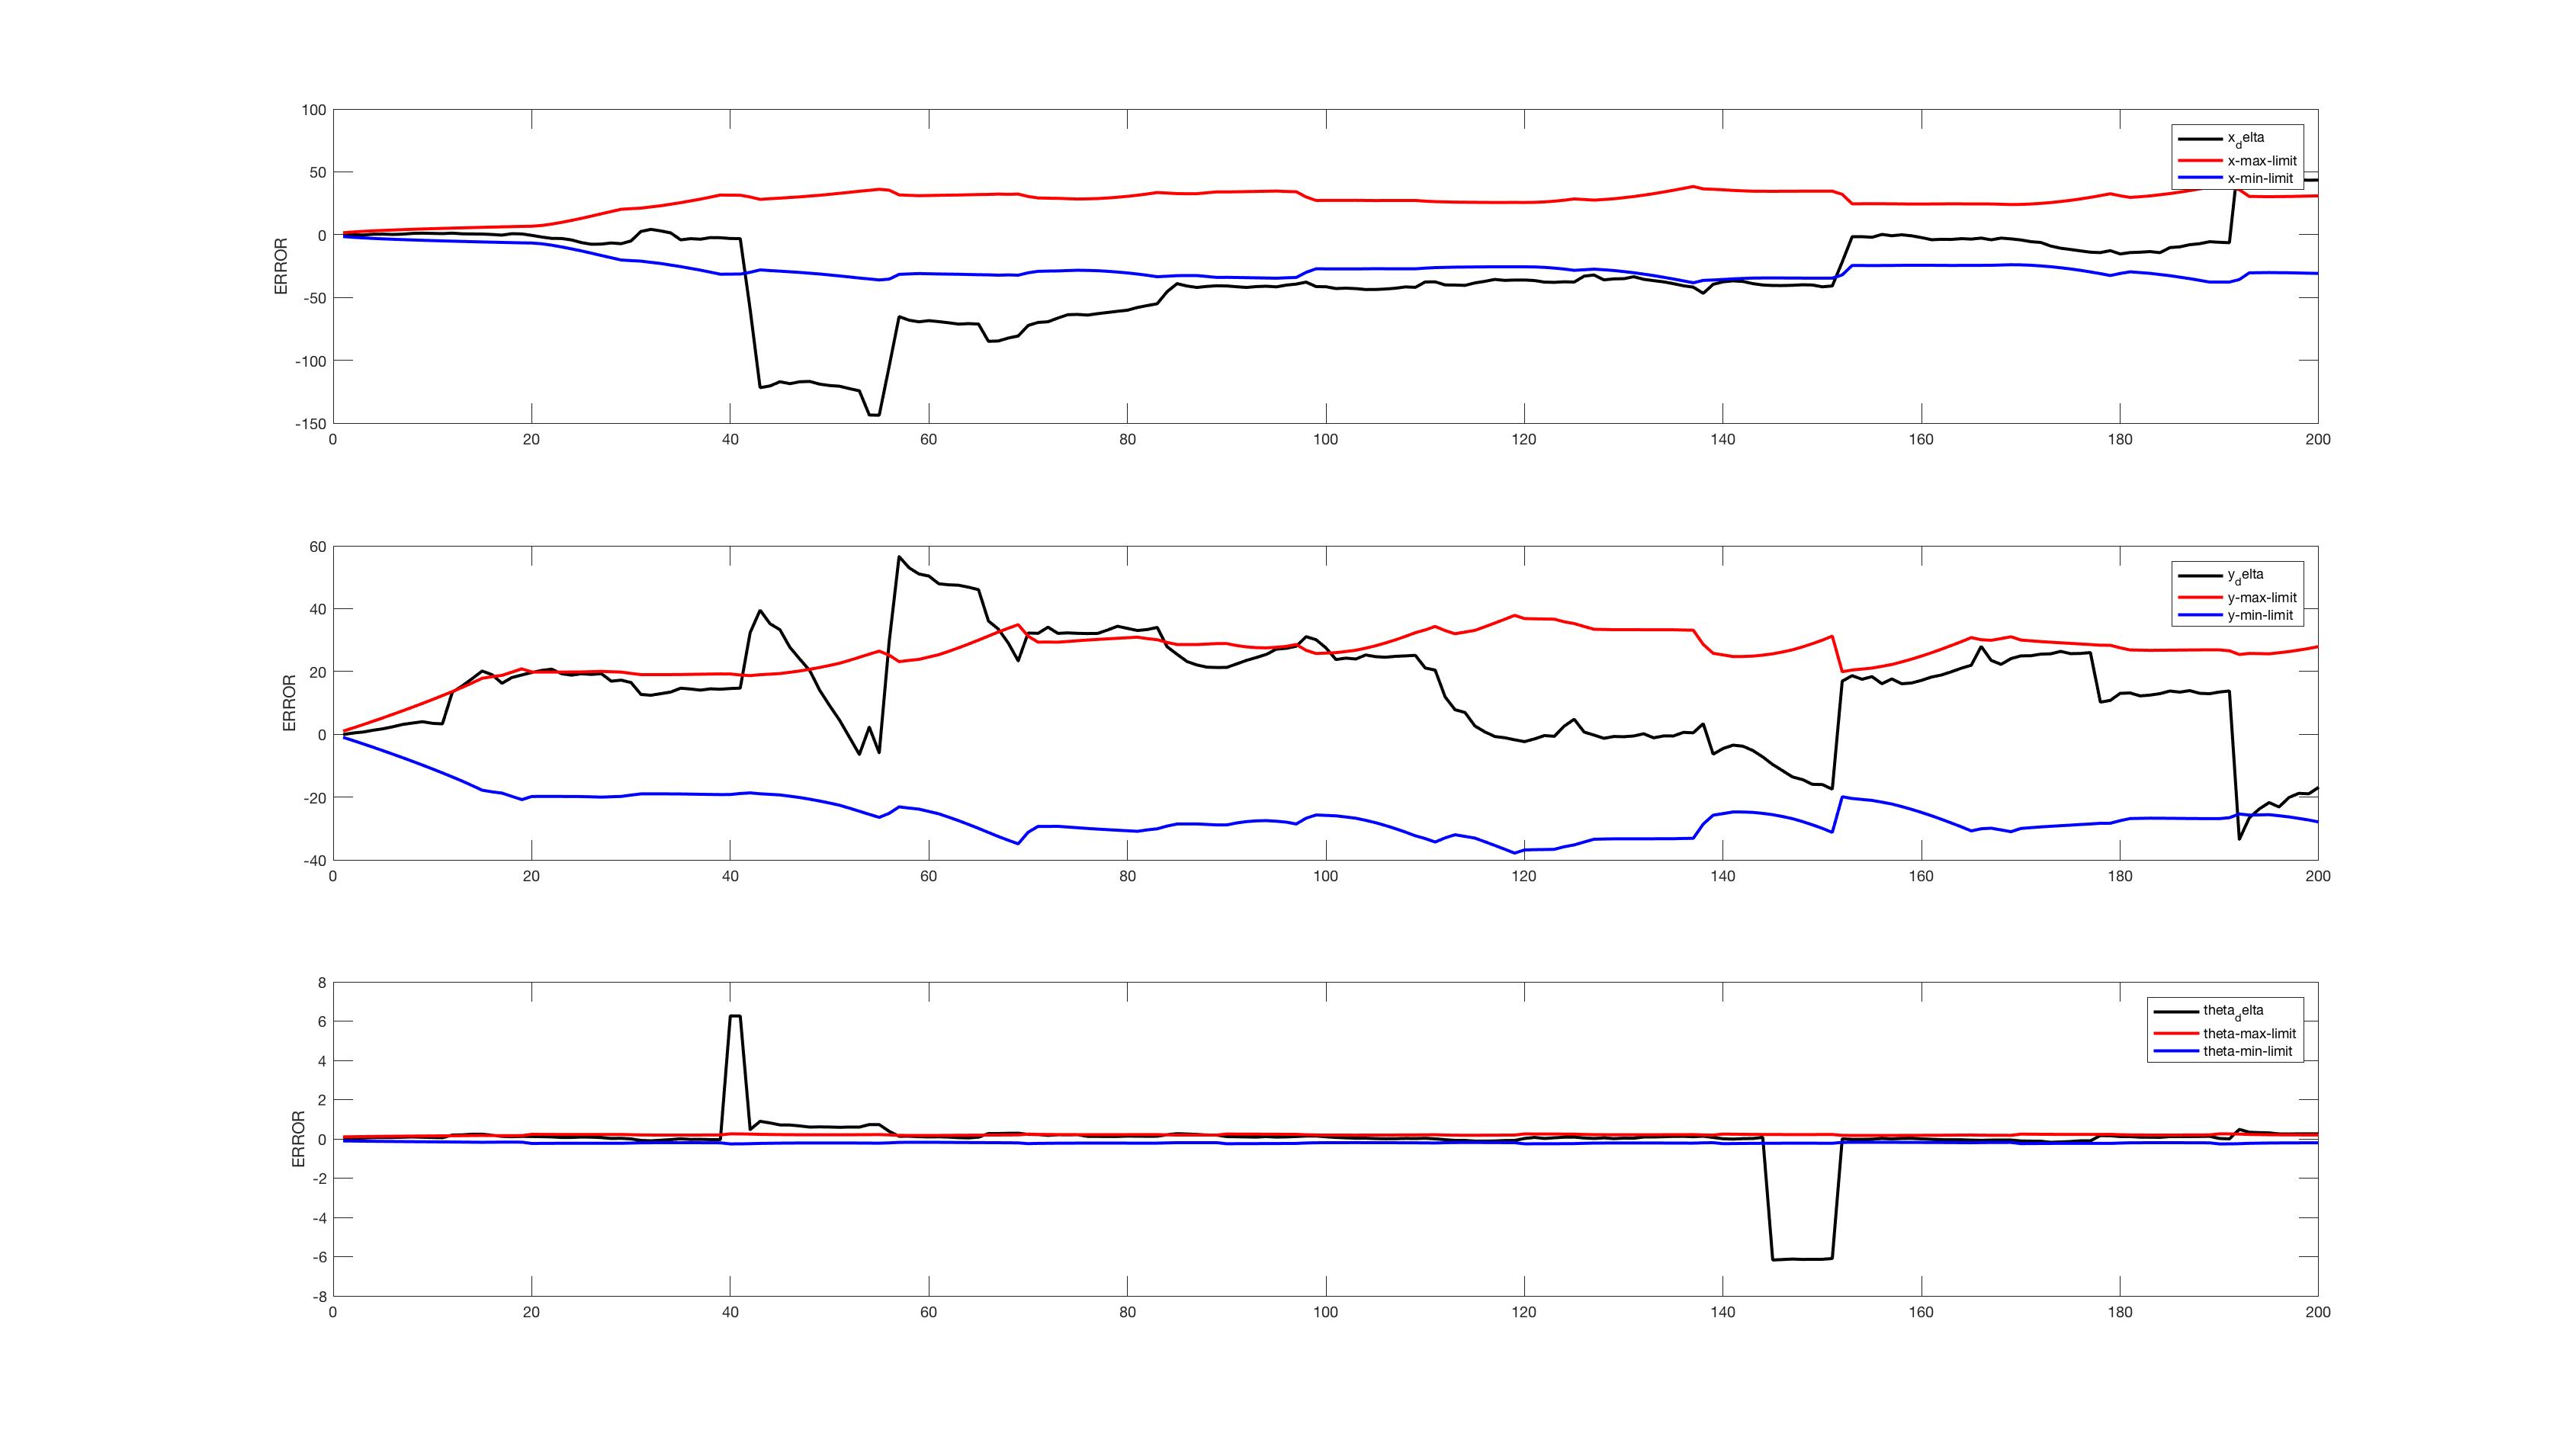 100
50
0
-50
-100
-150
ERROR
0 20 40 60 80 100 120 140 160 180 200
x_delta
x-max-limit
x-min-limit
60
40
20
0
-20
-40
ERROR
0 20 40 60 80 100 120 140 160 180 200
y_delta
y-max-limit
y-min-limit
8
6
4
2
0
-2
-4
-6
-8
ERROR
0 20 40 60 80 100 120 140 160 180 200
theta_delta
theta-max-limit
theta-min-limit